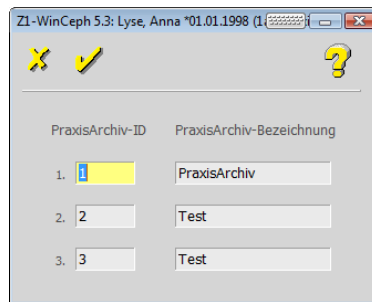 Z1-WinCeph 5.3: Lyse, Anna *01.01.1998
PraxisArchiv-ID PraxisArchiv-Bezeichnung
1. 1 PraxisArchiv
2. 2 Test
3. 3 Test